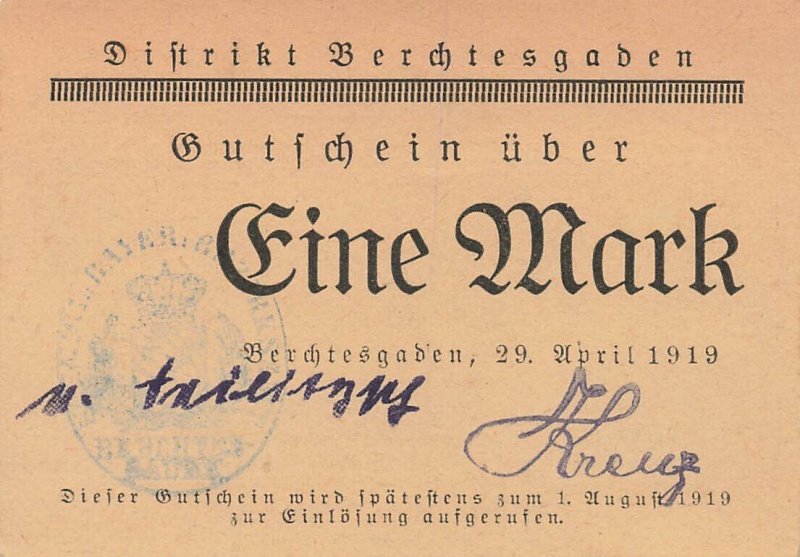 Distrikt Berchtesgaden
Gutschein über
Eine Mark
Berchtesgaden, 29. April 1919
Krenz
Dieser Gutschein wird spätestens zum 1. August 1919
zur Einlösung aufgerufen.